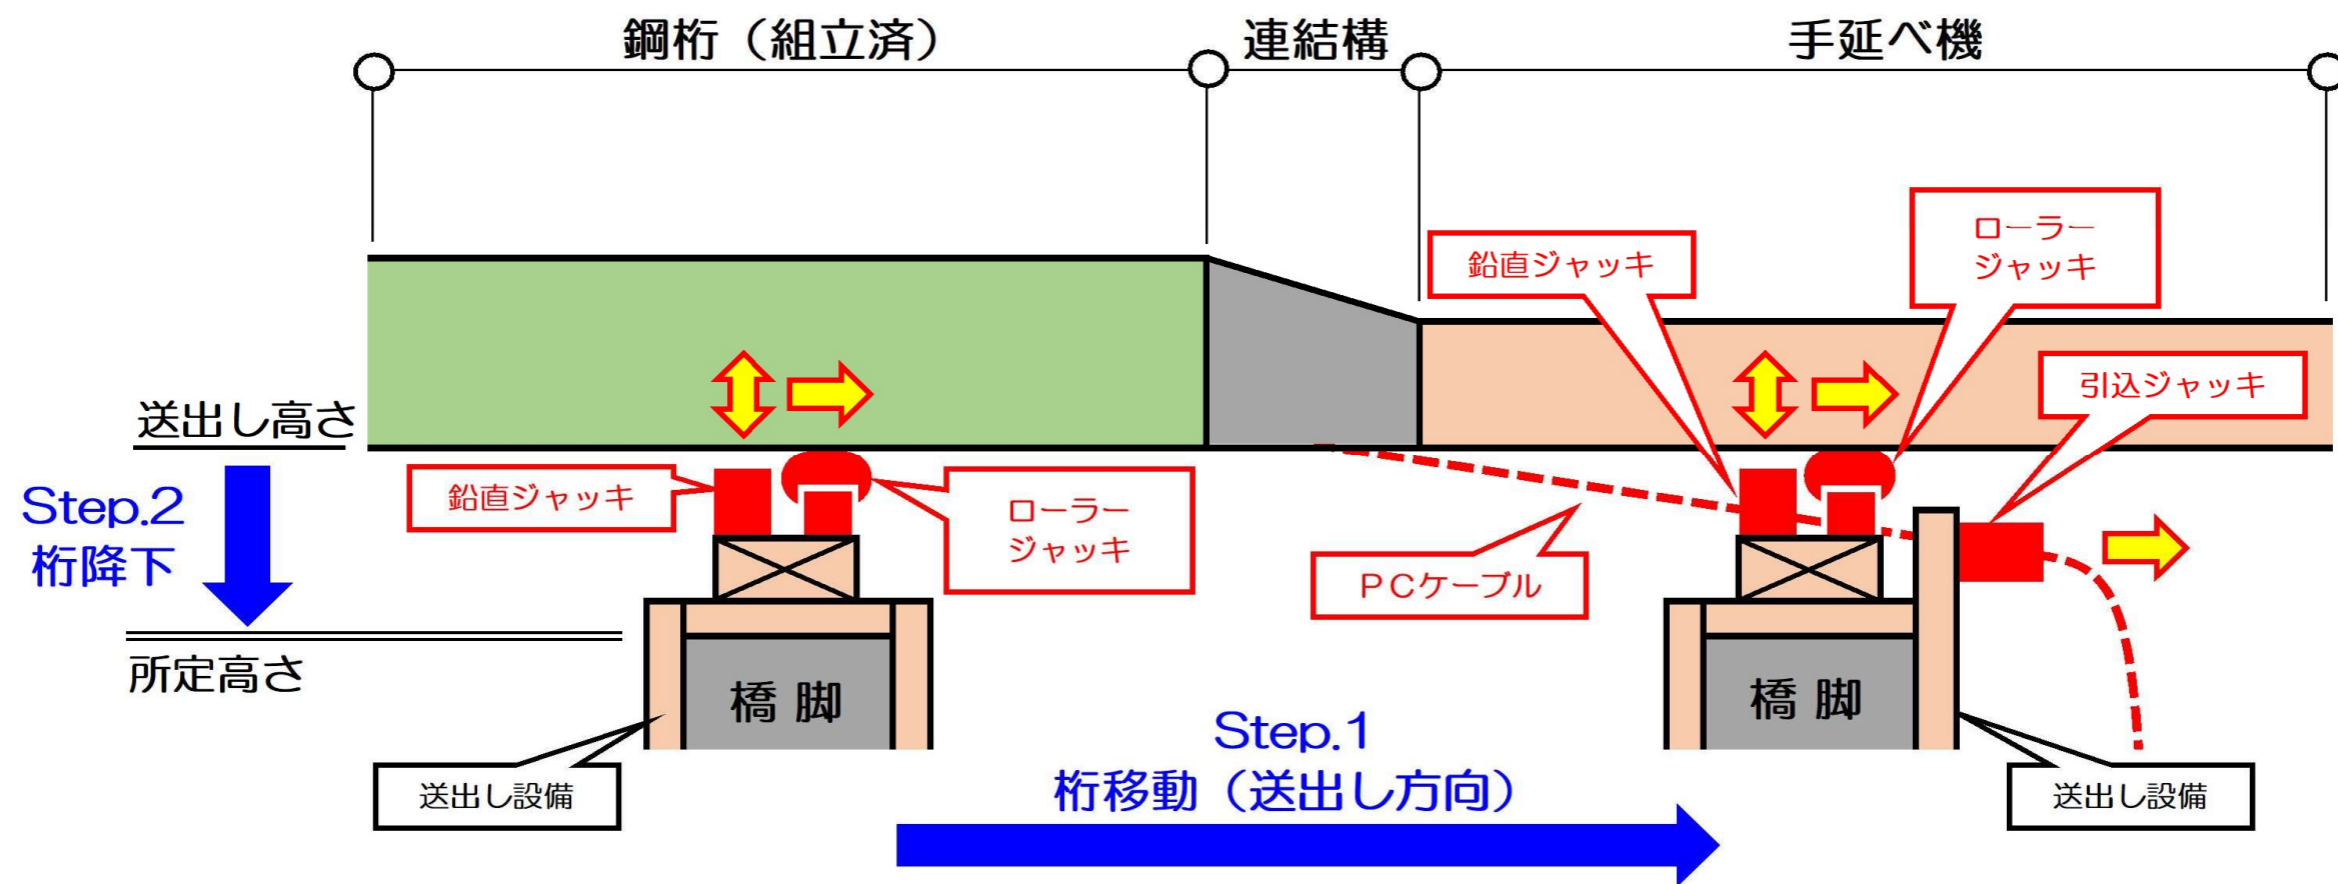 鋼桁（組立済）
連結構
手延べ機
ローラー
ジャッキ
鉛直ジャッキ
引込ジャッキ
送出し高さ
鉛直ジャッキ
ローラー
ジャッキ
Step.2
桁降下
ＰＣケーブル
所定高さ
橋 脚
橋 脚
Step.1
桁移動（送出し方向）
送出し設備
送出し設備